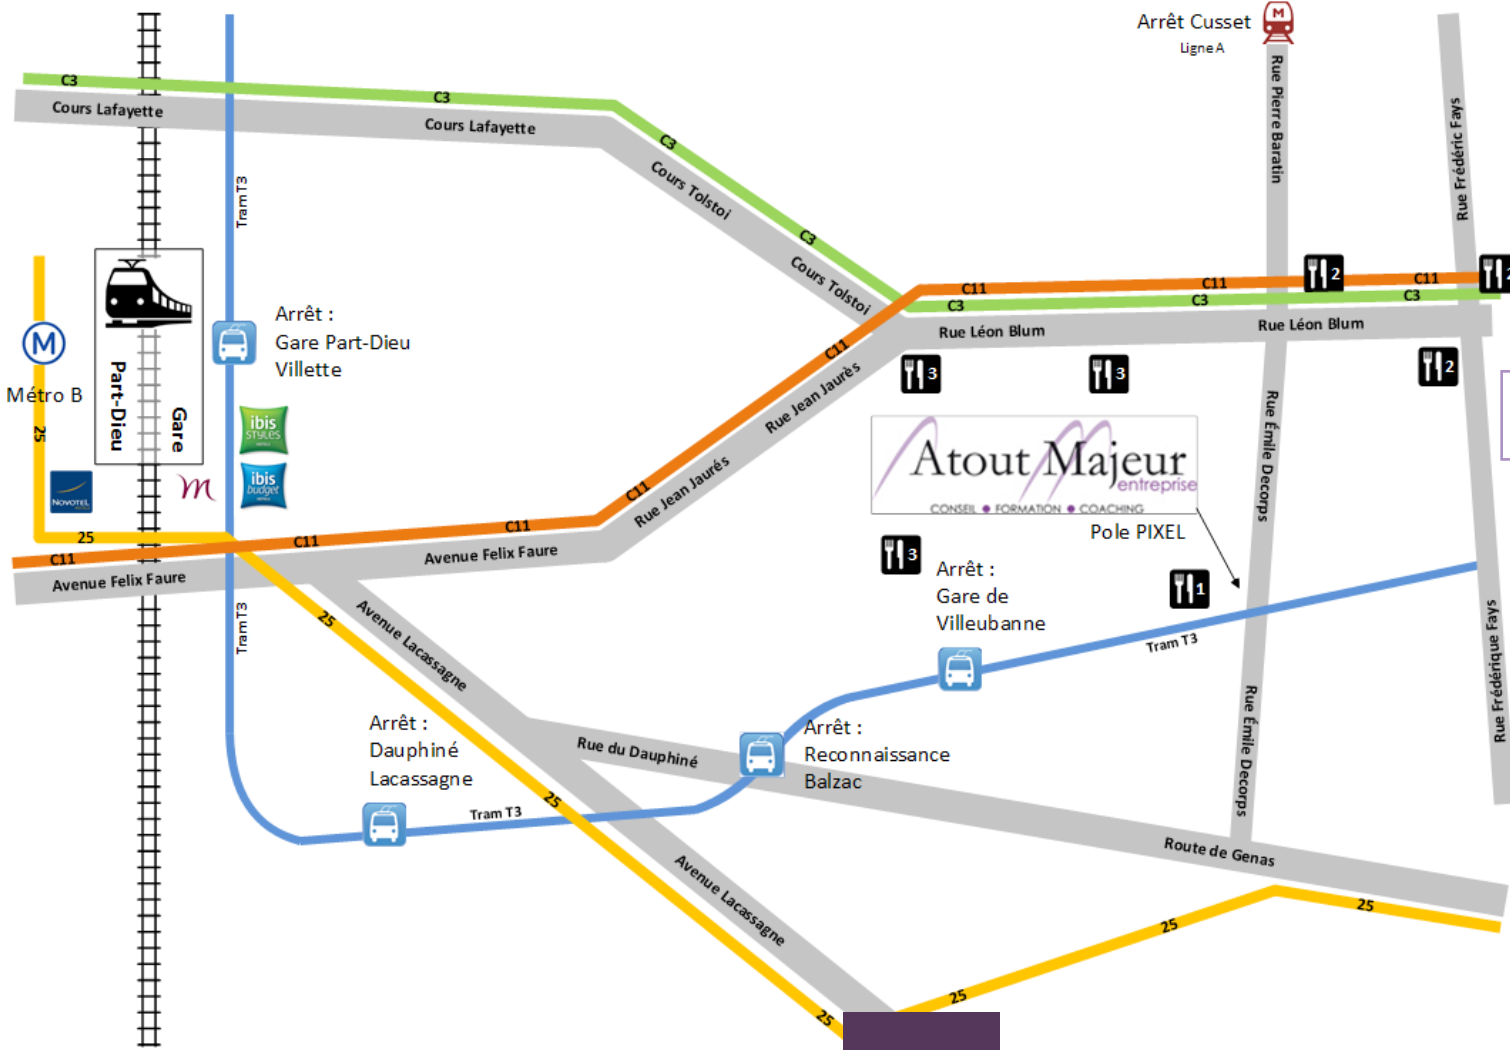 Arrêt Cusset
Ligne A
M
C3
C3
Cours Lafayette
Cours Lafayette
C3
Cours Tolstoi
C3
Cours Tolstoi
Tram T3
Rue Pierre Baratin
Rue Frédéric Fays
C11
C11
C11
2
2
C3
C3
C3
Rue Léon Blum
Rue Léon Blum
Arrêt :
Gare Part-Dieu
Villette
M
Métro B
25
Part-Dieu
Gare
ibis
STYLES
HOTELS
ibis
budget
HOTELS
NOVOTEL
m
C11
Rue Jean Jaurès
3
3
2
Atout Majeur
entreprise
CONSEIL ● FORMATION ● COACHING
Pole PIXEL
Rue Émile Decorps
C11
Rue Jean Jaurés
25
C11
C11
C11
Avenue Felix Faure
Avenue Felix Faure
3
Arrêt :
Gare de
Villeubanne
1
Tram T3
25
Avenue Lacassagne
Tram T3
Rue Frédérique Fays
Rue Émile Decorps
Arrêt :
Dauphiné
Lacassagne
Rue du Dauphiné
Arrêt :
Reconnaissance
Balzac
25
Tram T3
Route de Genas
Avenue Lacassagne
25
25
25
25